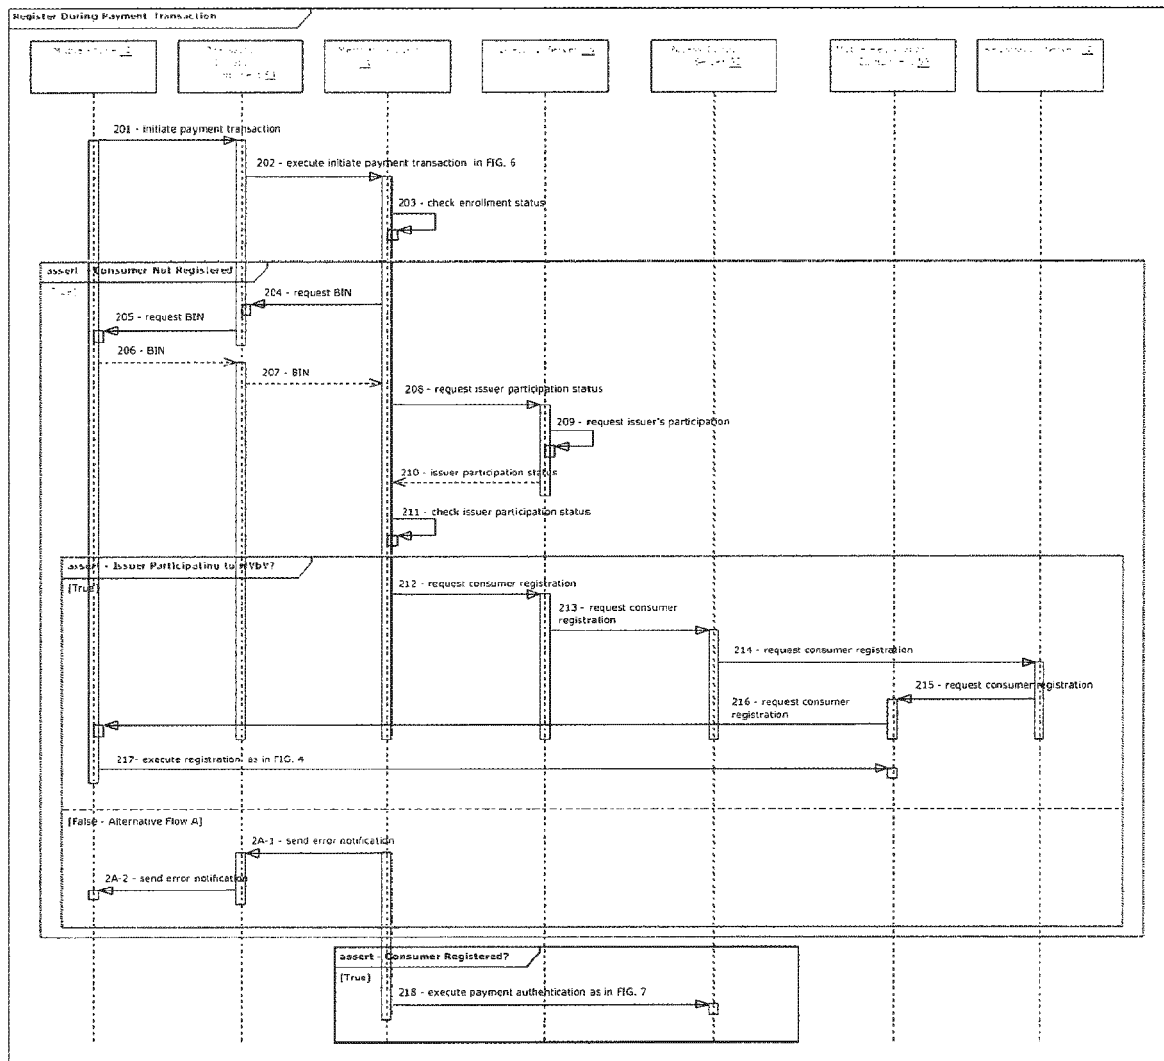 Register During Payment Transaction
201 - initiate payment transaction
202 - execute initiate payment transaction in FIG. 6
203 - check enrollment status
assert - Consumer Not Registered
204 - request BIN
205 - request BIN
206 - BIN
207 - BIN
208 - request issuer participation status
209 - request issuer's participation
210 - issuer participation status
211 - check issuer participation status
assert - Issuer Participating to MVbV?
[True]
212 - request consumer registration
213 - request consumer
registration
214 - request consumer registration
215 - request consumer registration
216 - request consumer
registration
217- execute registration as in FIG. 4
[False - Alternative Flow A]
2A-1 - send error notification
2A-2 - send error notification
assert - Consumer Registered?
[True]
218 - execute payment authentication as in FIG. 7